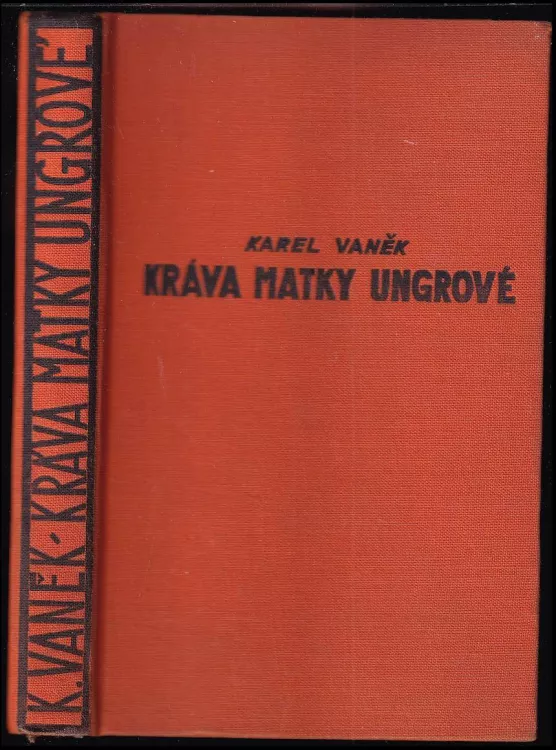 K. VANĚK · KRÁVA MATKY UNGROVÉ
KAREL VANĚK
KRÁVA MATKY UNGROVÉ